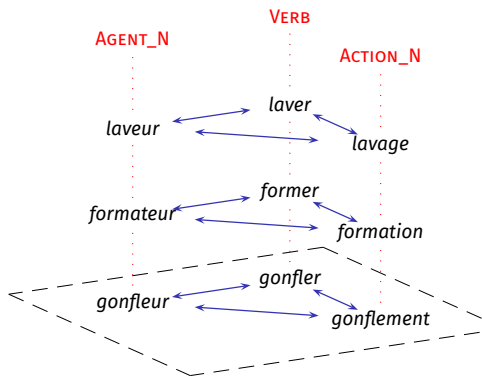 VERB
AGENT_N
ACTION_N
laver
laveur
lavage
former
formateur
formation
gonfler
gonfleur
gonflement